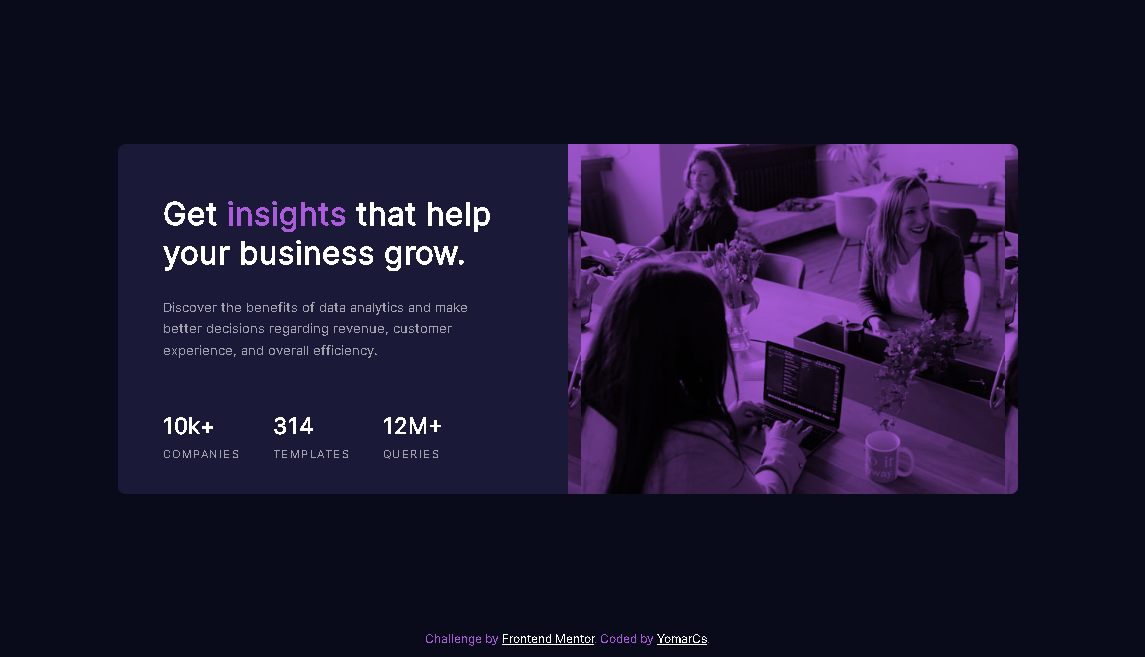 Get insights that help
your business grow.
Discover the benefits of data analytics and make
better decisions regarding revenue, customer
experience, and overall efficiency.
10k+ 314 12M+
COMPANIES TEMPLATES QUERIES
Challenge by Frontend Mentor. Coded by YomarCs.